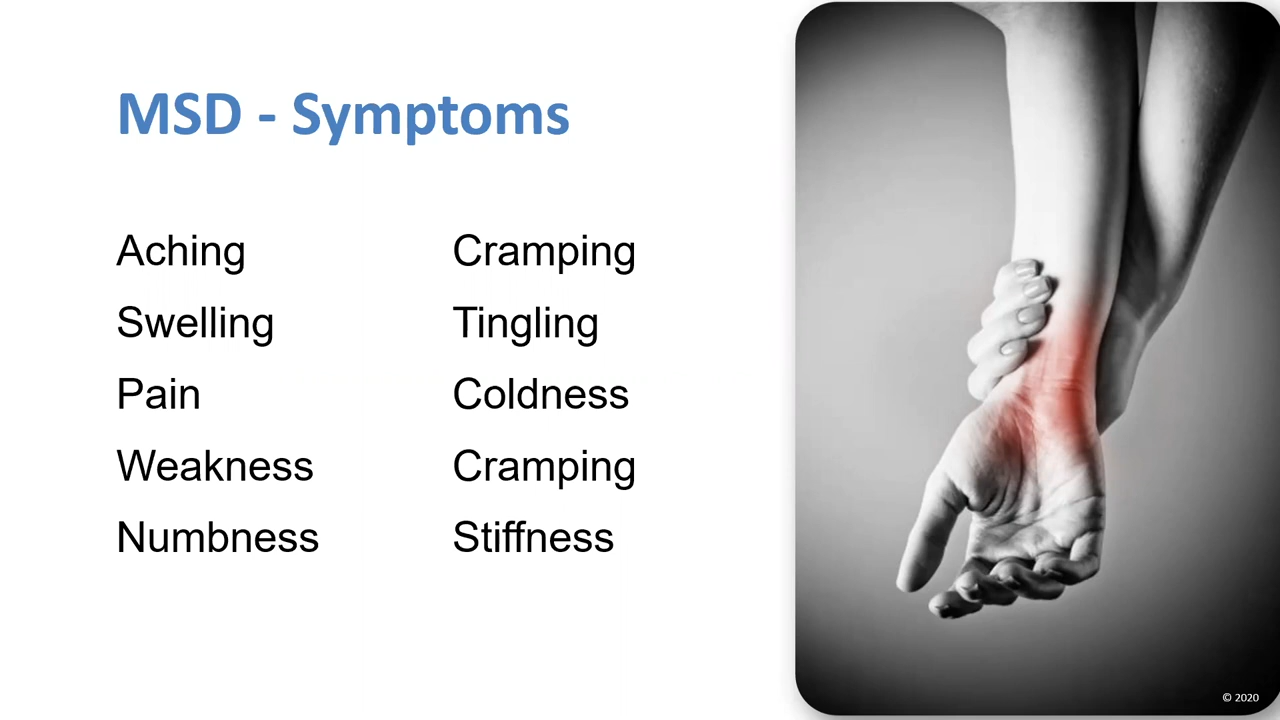 MSD - Symptoms
Aching
Swelling
Pain
Weakness
Numbness
Cramping
Tingling
Coldness
Cramping
Stiffness
© 2020